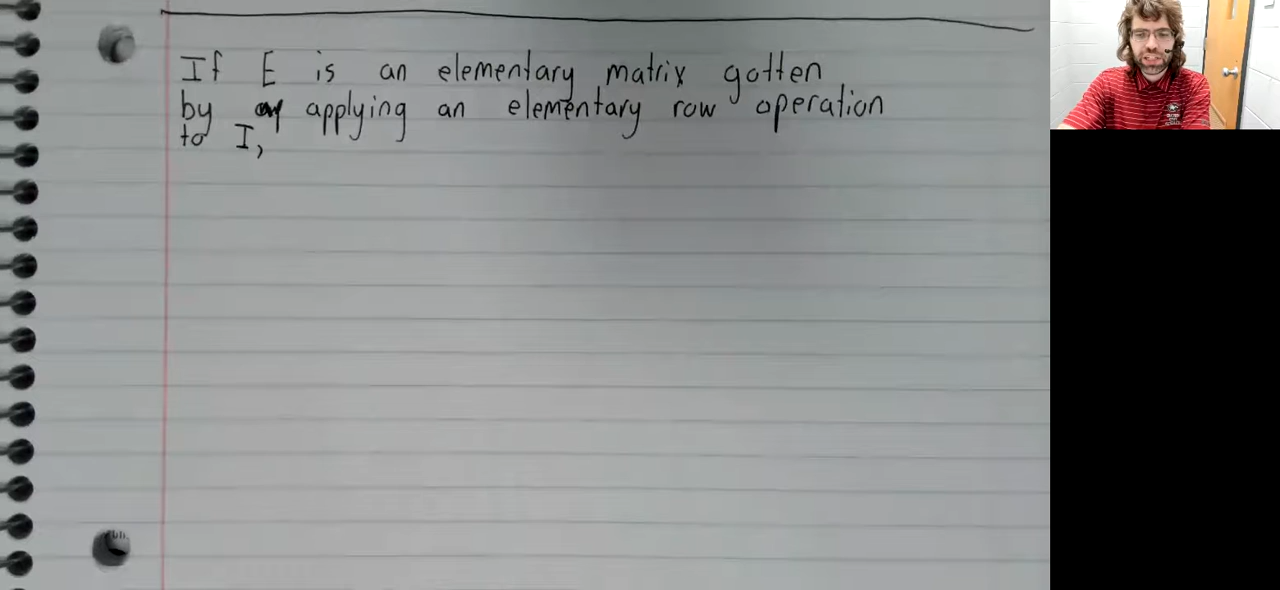 If E is an elementary matrix gotten
by applying an elementary row operation
to I,